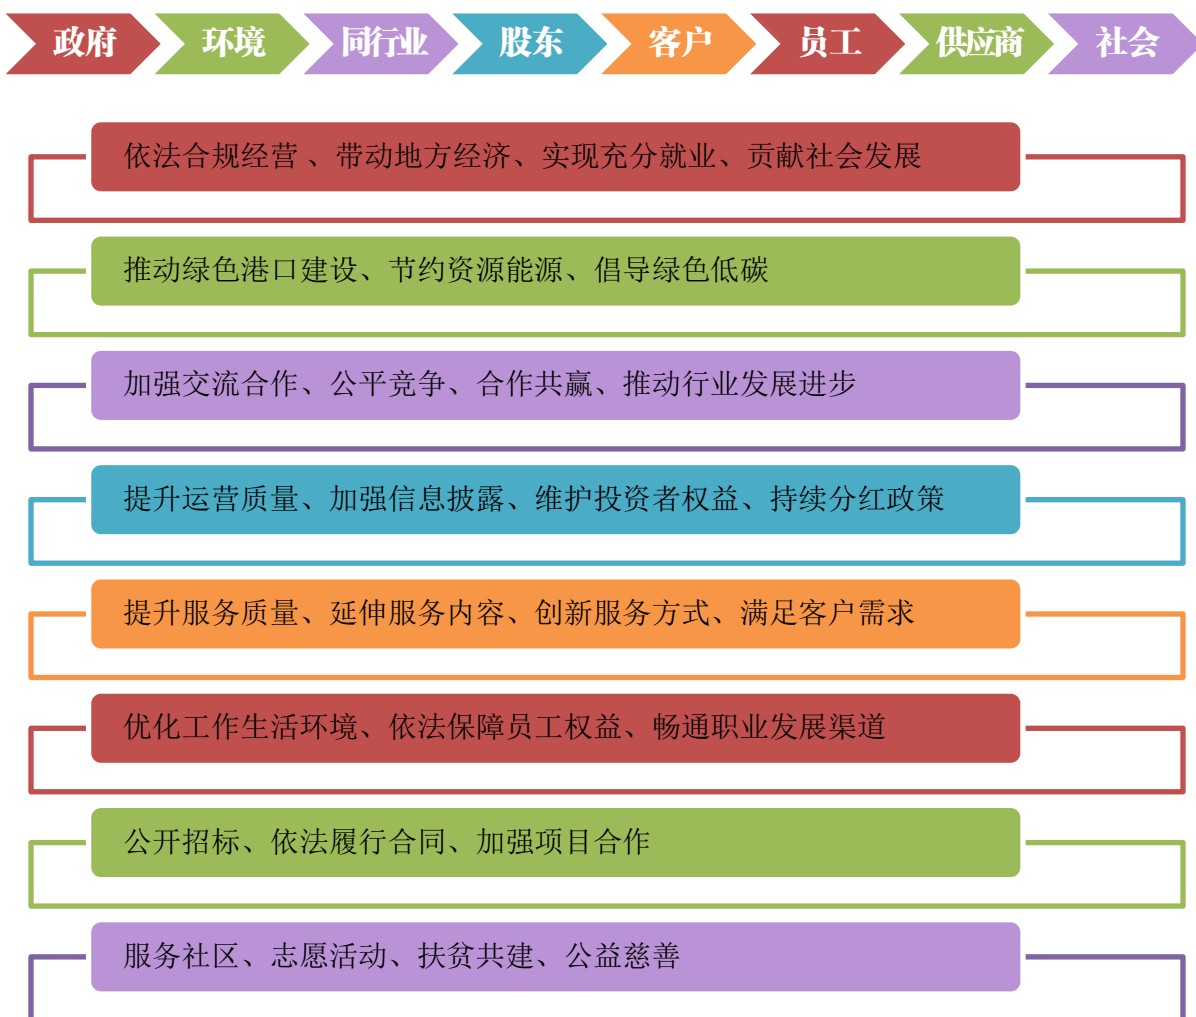 政府 环境 同行业 股东 客户 员工 供应商 社会
依法合规经营 、带动地方经济、实现充分就业、贡献社会发展
推动绿色港口建设、节约资源能源、倡导绿色低碳
加强交流合作、公平竞争、合作共赢、推动行业发展进步
提升运营质量、加强信息披露、维护投资者权益、持续分红政策
提升服务质量、延伸服务内容、创新服务方式、满足客户需求
优化工作生活环境、依法保障员工权益、畅通职业发展渠道
公开招标、依法履行合同、加强项目合作
服务社区、志愿活动、扶贫共建、公益慈善